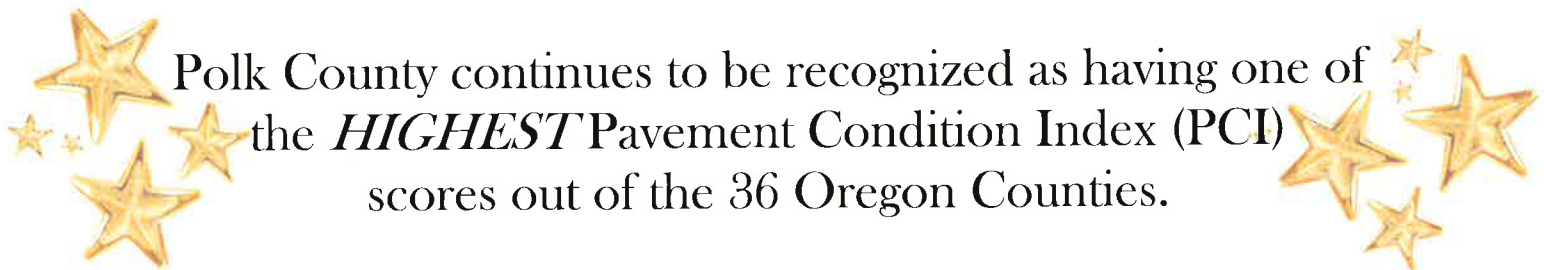 Polk County continues to be recognized as having one of
the HIGHEST Pavement Condition Index (PCI)
scores out of the 36 Oregon Counties.